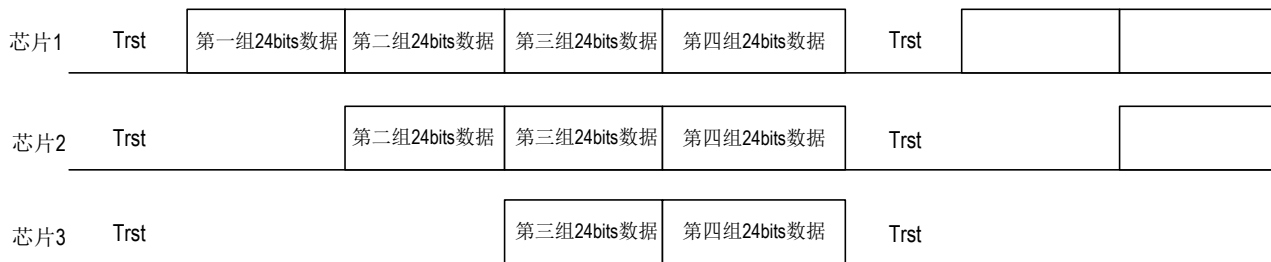 芯片1 Trst 第一组24bits数据 第二组24bits数据 第三组24bits数据 第四组24bits数据 Trst
芯片2 Trst 第二组24bits数据 第三组24bits数据 第四组24bits数据 Trst
芯片3 Trst 第三组24bits数据 第四组24bits数据 Trst